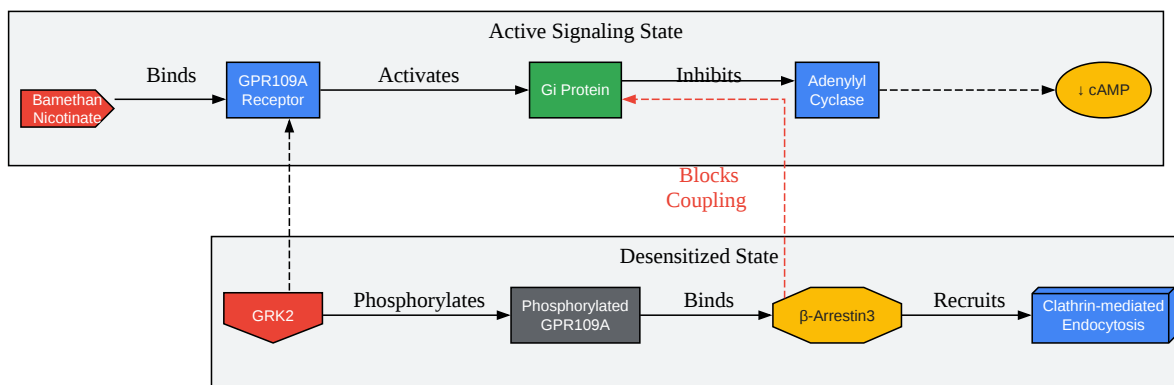 Active Signaling State
Binds
Activates
Inhibits
Bamethan
Nicotinate
GPR109A
Receptor
Gi Protein
Adenylyl
Cyclase
↓ cAMP
Blocks
Coupling
Desensitized State
Phosphorylates
Binds
Recruits
GRK2
Phosphorylated
GPR109A
β-Arrestin3
Clathrin-mediated
Endocytosis